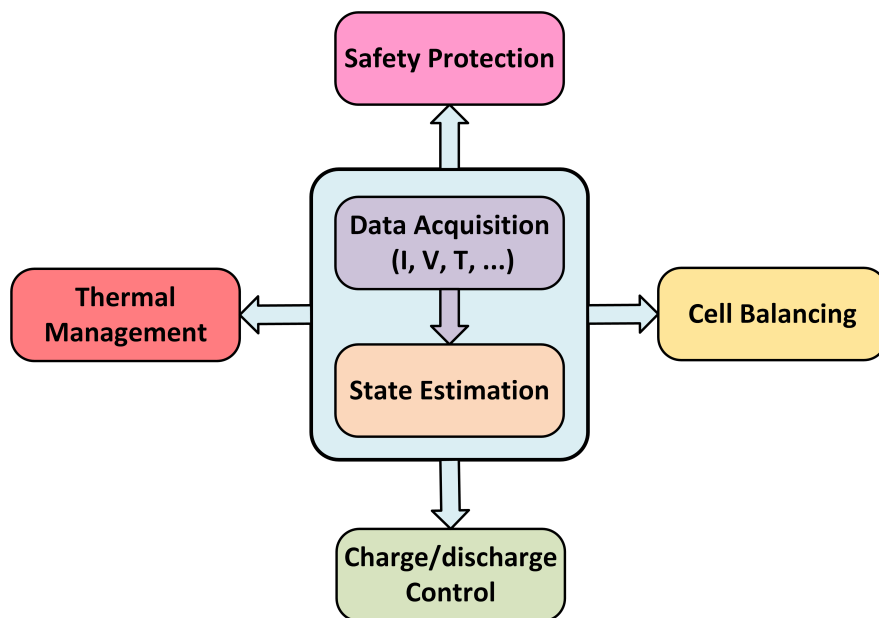 Safety Protection
Data Acquisition
(I, V, T, ...)
Thermal
Management
Cell Balancing
State Estimation
Charge/discharge
Control